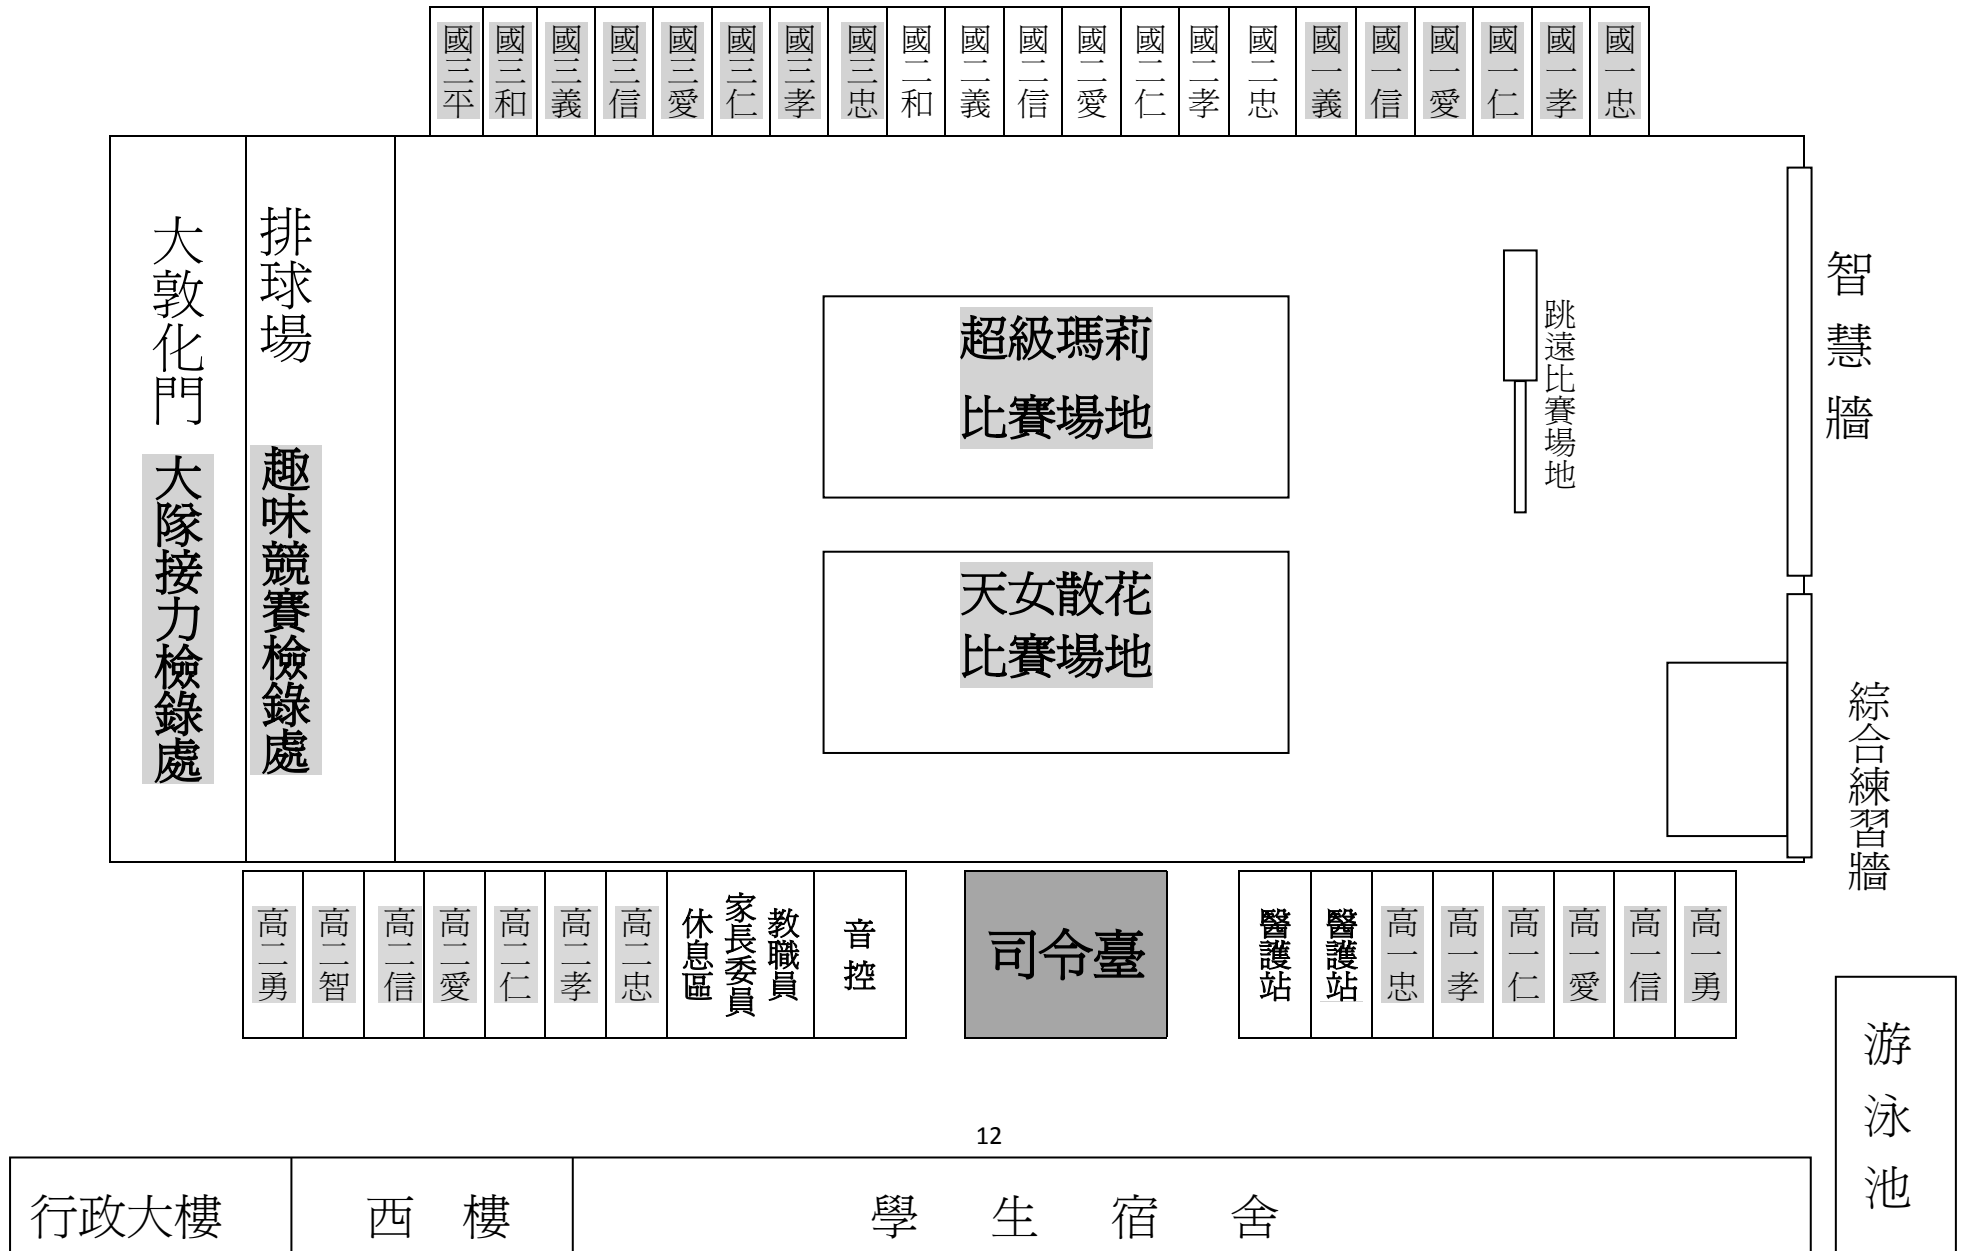 國三平
國三和
國三義
國三信
國三愛
國三仁
國三孝
國三忠
國二和
國二義
國二信
國二愛
國二仁
國二孝
國二忠
國一義
國一信
國一愛
國一仁
國一孝
國一忠
大敦化門 大隊接力檢錄處
排球場 趣味競賽檢錄處
超級瑪莉
比賽場地
天女散花
比賽場地
跳遠比賽場地
智慧牆
綜合練習牆
高二勇
高二智
高二信
高二愛
高二仁
高二孝
高二忠
教職員
家長委員
休息區
音控
司令臺
醫護站
醫護站
高一忠
高一孝
高一仁
高一愛
高一信
高一勇
游泳池
12
行政大樓
西樓
學生宿舍